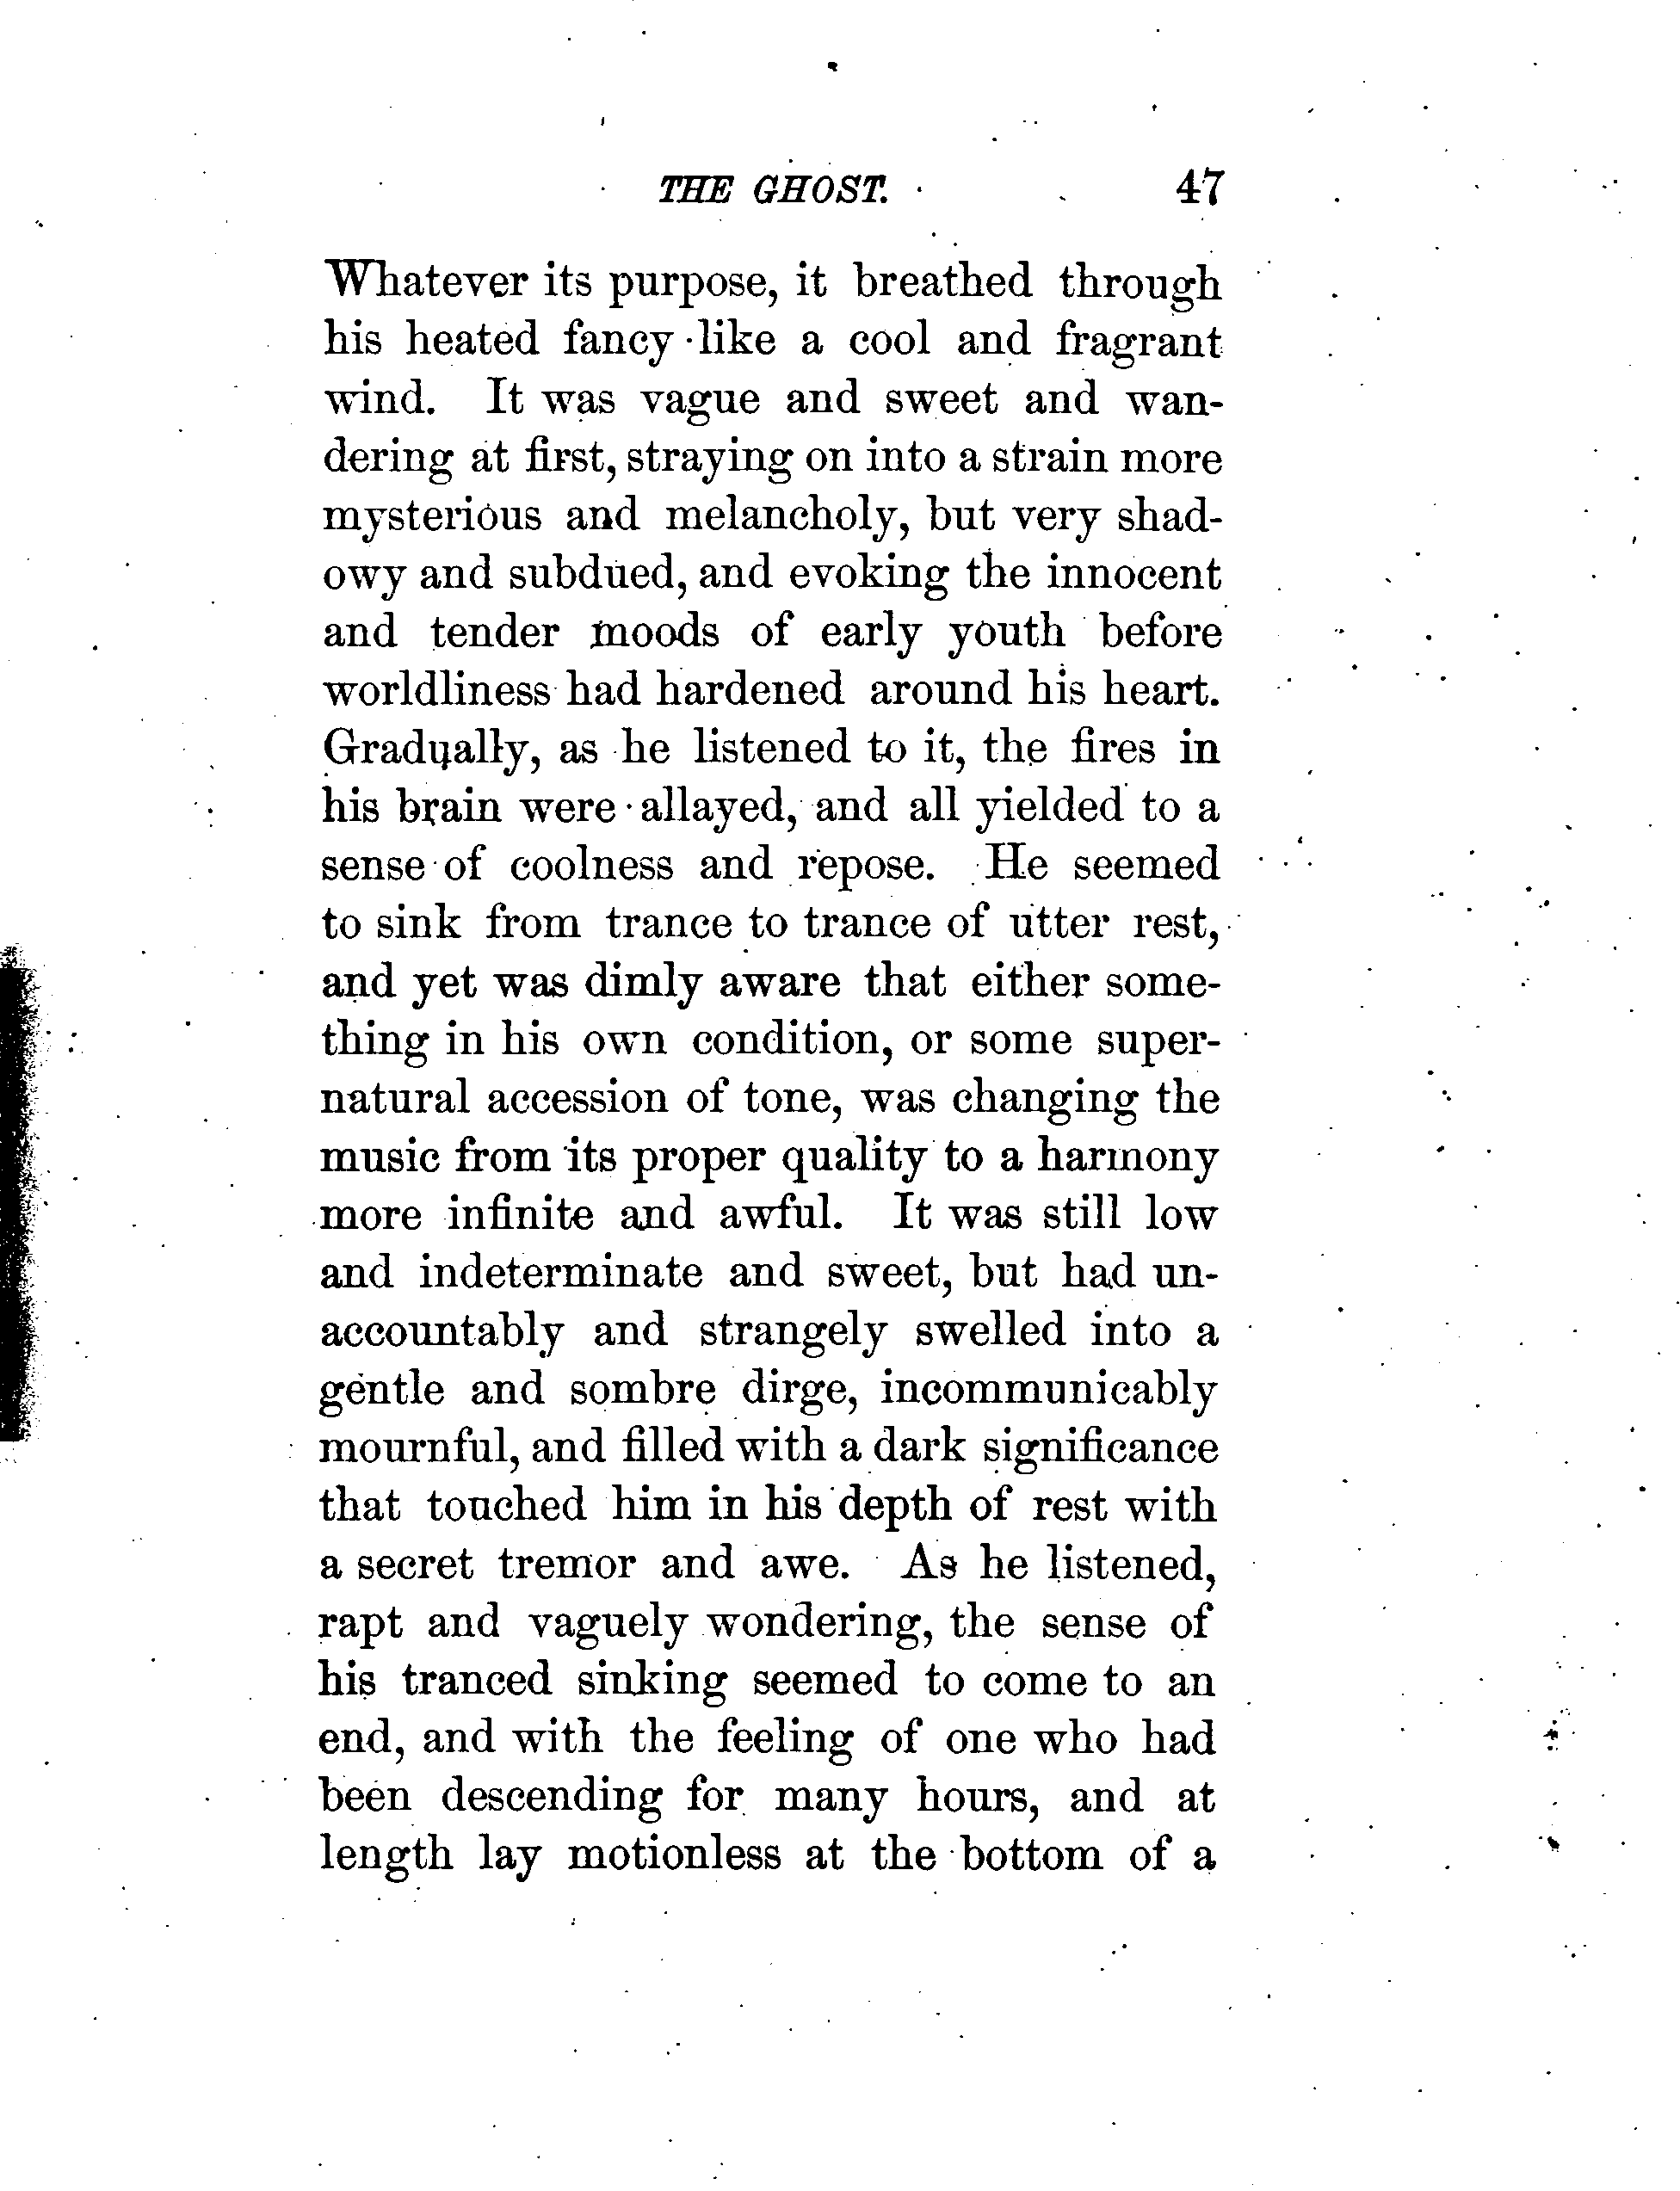 THE GHOST. 47
Whatever its purpose, it breathed through
his heated fancy like a cool and fragrant
wind. It was vague and sweet and wan-
dering at first, straying on into a strain more
mysterious and melancholy, but very shad-
owy and subdued, and evoking the innocent
and tender moods of early youth before
worldliness had hardened around his heart.
Gradually, as he listened to it, the fires in
his brain were allayed, and all yielded to a
sense of coolness and repose. He seemed
to sink from trance to trance of utter rest,
and yet was dimly aware that either some-
thing in his own condition, or some super-
natural accession of tone, was changing the
music from its proper quality to a harmony
more infinite and awful. It was still low
and indeterminate and sweet, but had un-
accountably and strangely swelled into a
gentle and sombre dirge, incommunicably
mournful, and filled with a dark significance
that touched him in his depth of rest with
a secret tremor and awe. As he listened,
rapt and vaguely wondering, the sense of
his tranced sinking seemed to come to an
end, and with the feeling of one who had
been descending for many hours, and at
length lay motionless at the bottom of a